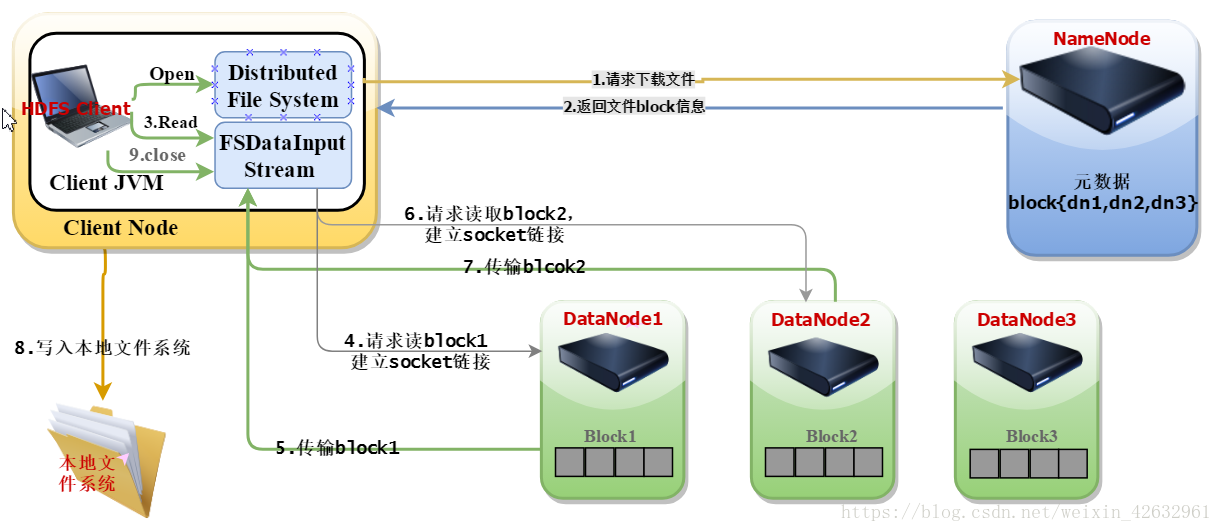 HDFS Client
Open
3.Read
9.close
Client JVM
Client Node
Distributed
File System
FSDataInput
Stream
1.请求下载文件
2.返回文件block信息
NameNode
元数据
block{dn1,dn2,dn3}
6.请求读取block2,
建立socket链接
7.传输blcok2
4.请求读block1
建立socket链接
5.传输block1
8.写入本地文件系统
本地文
件系统
DataNode1
Block1
DataNode2
Block2
DataNode3
Block3
https://blog.csdn.net/weixin_42632961